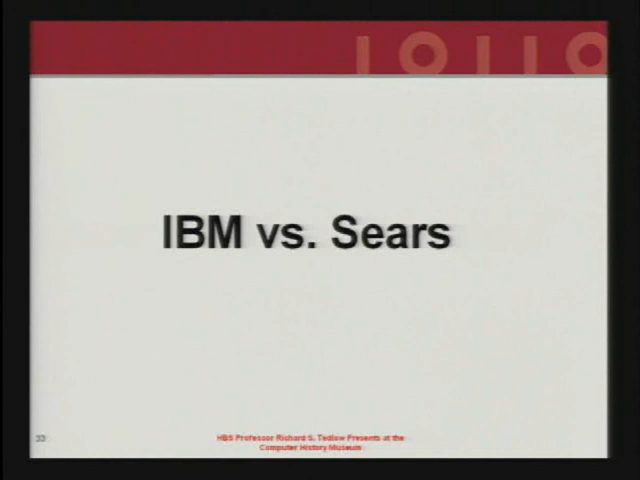 10110
IBM vs. Sears
33
HBS Professor Richard S. Tedlow Presents at the
Computer History Museum